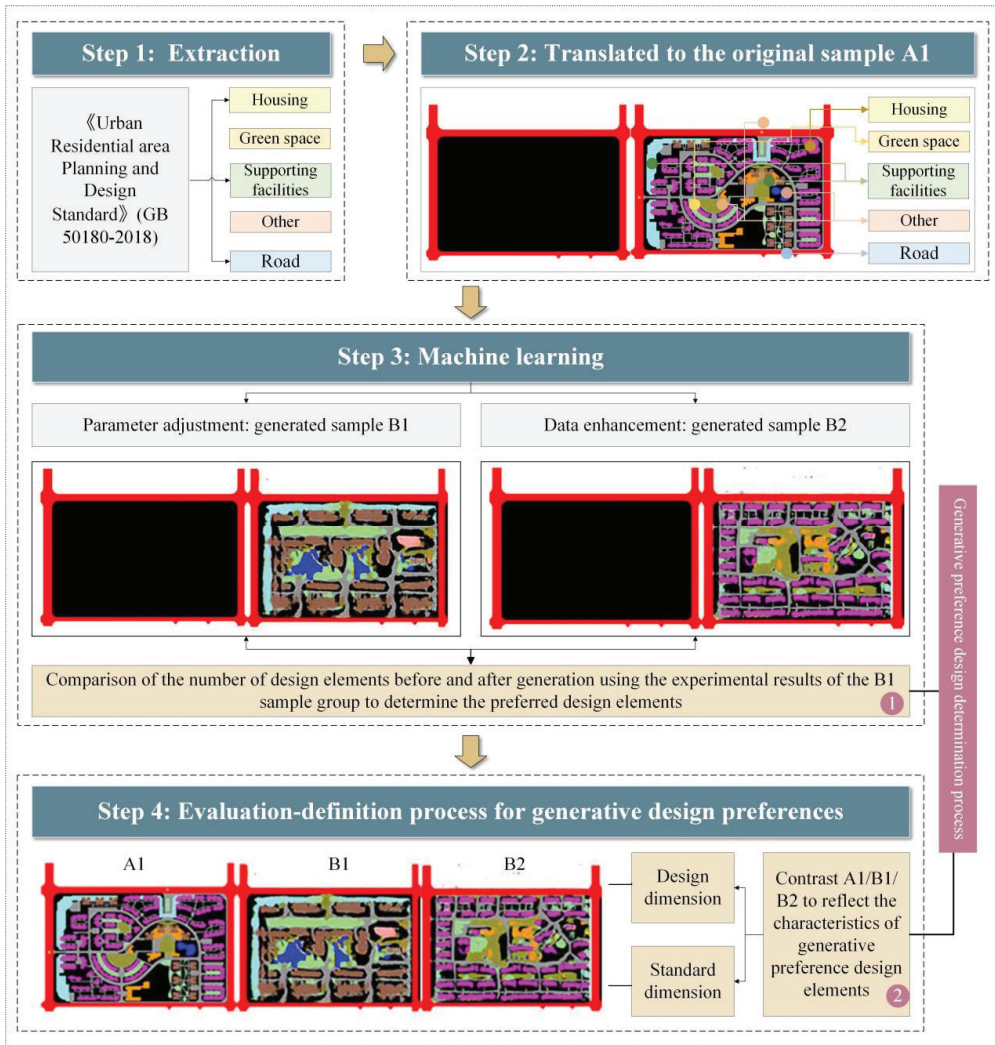 Step 1: Extraction
《Urban
Residential area
Planning and
Design
Standard》(GB
50180-2018)
Housing
Green space
Supporting
facilities
Other
Road
Step 2: Translated to the original sample A1
Housing
Green space
Supporting
facilities
Other
Road
Step 3: Machine learning
Parameter adjustment: generated sample B1
Data enhancement: generated sample B2
Comparison of the number of design elements before and after generation using the experimental results of the B1
sample group to determine the preferred design elements
1
Generative preference design determination process
Step 4: Evaluation-definition process for generative design preferences
A1
B1
B2
Design
dimension
Standard
dimension
Contrast A1/B1/
B2 to reflect the
characteristics of
generative
preference design
elements
2